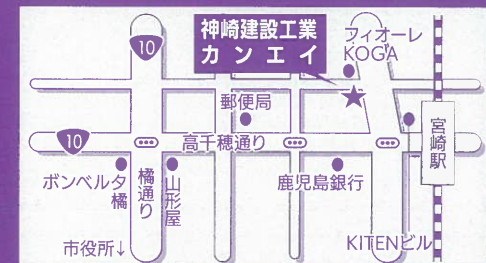 神崎建設工業
カンエイ
フィオーレ
KOGA
10
郵便局
宮崎駅
10
高千穂通り
ボンベルタ
橘
橘通り
山形屋
鹿児島銀行
市役所↓
KITENビル